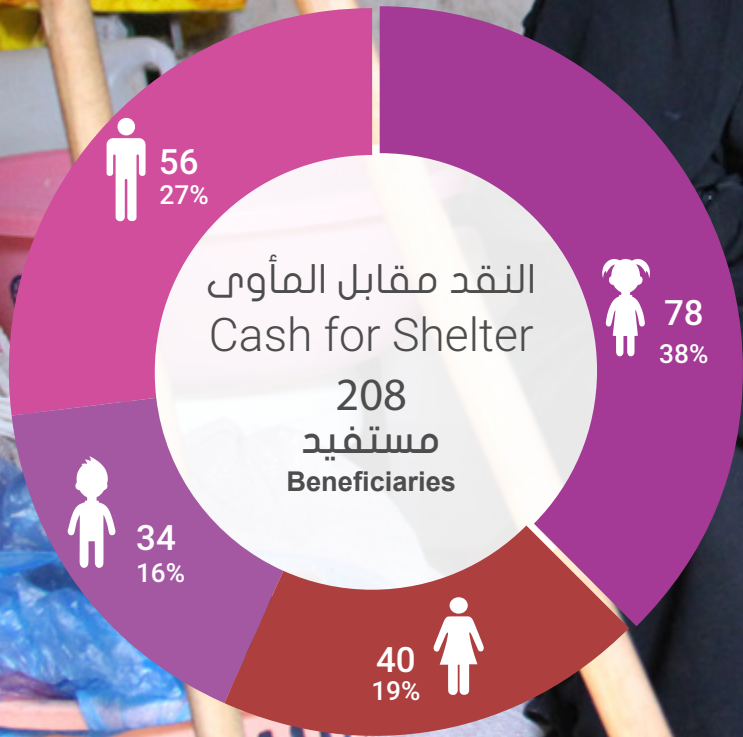 56
27%
النقد مقابل المأوى
Cash for Shelter
208
مستفيد
Beneficiaries
78
38%
34
16%
40
19%